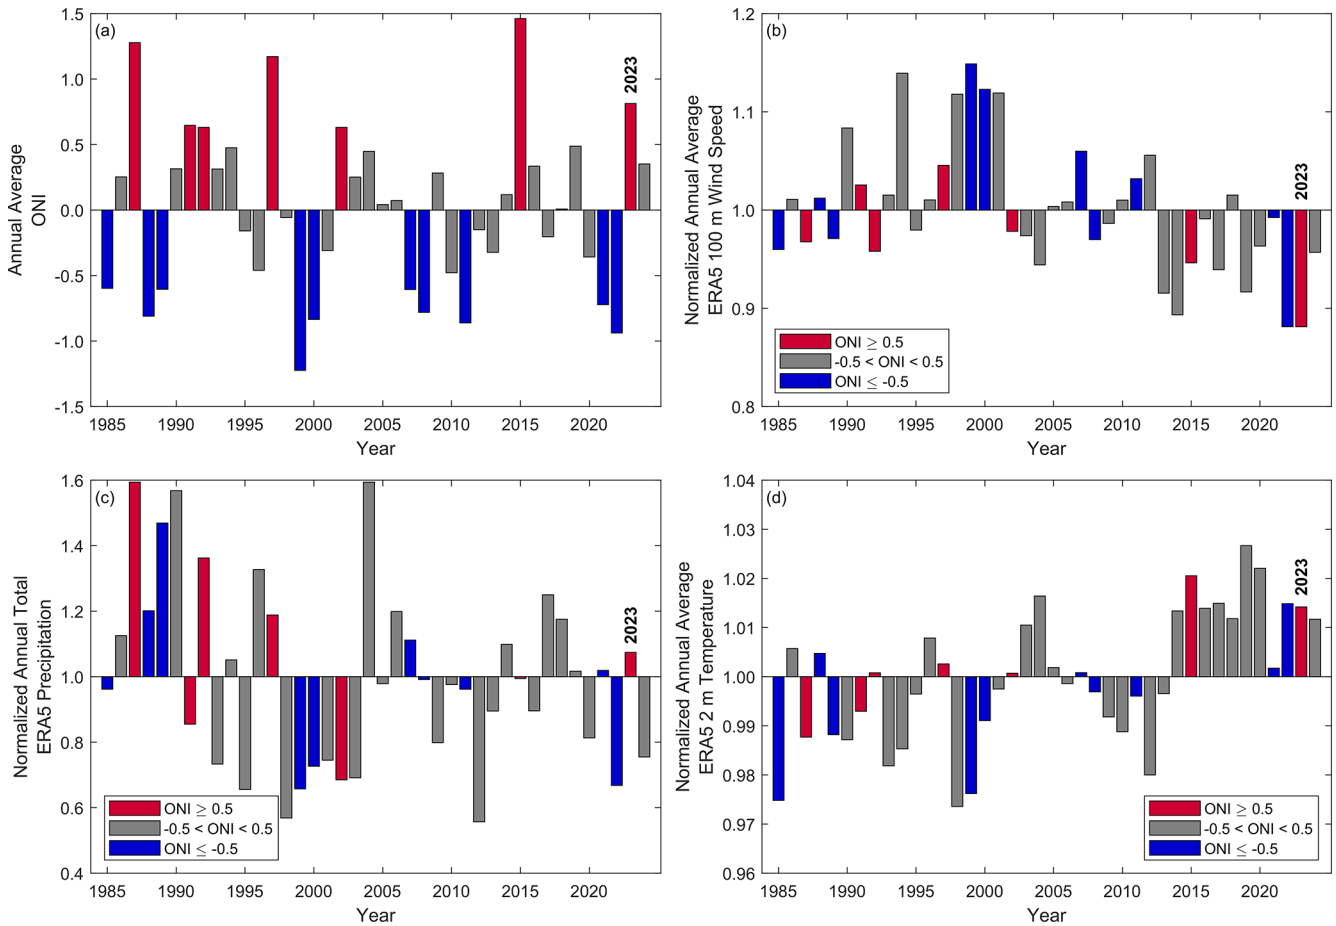 (a)
1.5
1.0
0.5
0.0
-0.5
-1.0
-1.5
Annual Average
ONI
2023
1985 1990 1995 2000 2005 2010 2015 2020
Year
(b)
1.2
1.1
1.0
0.9
0.8
Normalized Annual Average
ERA5 100 m Wind Speed
2023
ONI ≥ 0.5
-0.5 < ONI < 0.5
ONI ≤ -0.5
1985 1990 1995 2000 2005 2010 2015 2020
Year
(c)
1.6
1.4
1.2
1.00
0.8
0.6
0.4
Normalized Annual Total
ERA5 Precipitation
2023
ONI ≥ 0.5
-0.5 < ONI < 0.5
ONI ≤ -0.5
1985 1990 1995 2000 2005 2010 2015 2020
Year
(d)
1.04
1.03
1.02
1.01
1.00
0.99
0.98
0.97
0.96
Normalized Annual Average
ERA5 2 m Temperature
2023
ONI ≥ 0.5
-0.5 < ONI < 0.5
ONI ≤ -0.5
1985 1990 1995 2000 2005 2010 2015 2020
Year